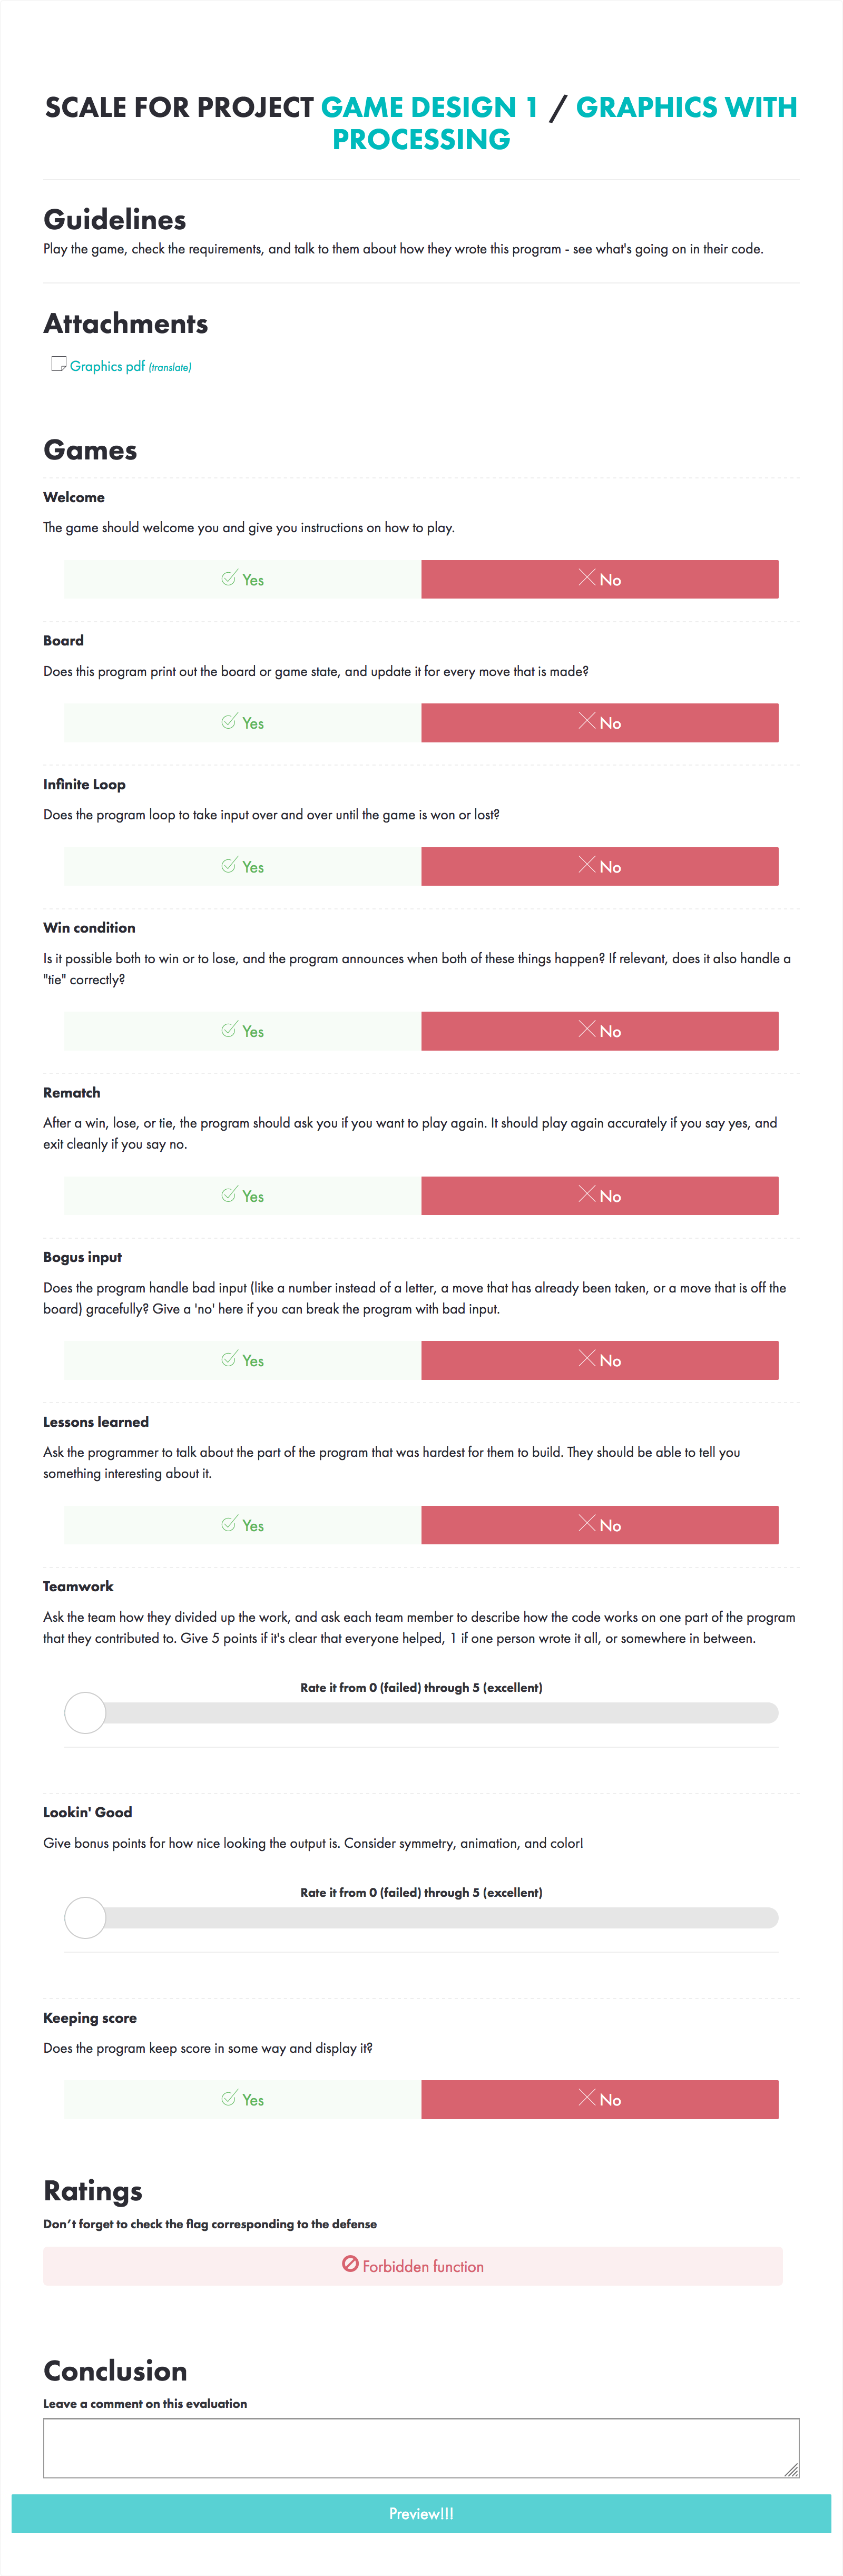 SCALE FOR PROJECT GAME DESIGN 1 / GRAPHICS WITH
PROCESSING
Guidelines
Play the game, check the requirements, and talk to them about how they wrote this program - see what's going on in their code.
Attachments
Graphics pdf (translate)
Games
Welcome
The game should welcome you and give you instructions on how to play.
Yes No
Board
Does this program print out the board or game state, and update it for every move that is made?
Yes No
Infinite Loop
Does the program loop to take input over and over until the game is won or lost?
Yes No
Win condition
Is it possible both to win or to lose, and the program announces when both of these things happen? If relevant, does it also handle a
"tie" correctly?
Yes No
Rematch
After a win, lose, or tie, the program should ask you if you want to play again. It should play again accurately if you say yes, and
exit cleanly if you say no.
Yes No
Bogus input
Does the program handle bad input (like a number instead of a letter, a move that has already been taken, or a move that is off the
board) gracefully? Give a 'no' here if you can break the program with bad input.
Yes No
Lessons learned
Ask the programmer to talk about the part of the program that was hardest for them to build. They should be able to tell you
something interesting about it.
Yes No
Teamwork
Ask the team how they divided up the work, and ask each team member to describe how the code works on one part of the program
that they contributed to. Give 5 points if it's clear that everyone helped, 1 if one person wrote it all, or somewhere in between.
Rate it from 0 (failed) through 5 (excellent)
Lookin' Good
Give bonus points for how nice looking the output is. Consider symmetry, animation, and color!
Rate it from 0 (failed) through 5 (excellent)
Keeping score
Does the program keep score in some way and display it?
Yes No
Ratings
Don't forget to check the flag corresponding to the defense
Forbidden function
Conclusion
Leave a comment on this evaluation
Preview!!!